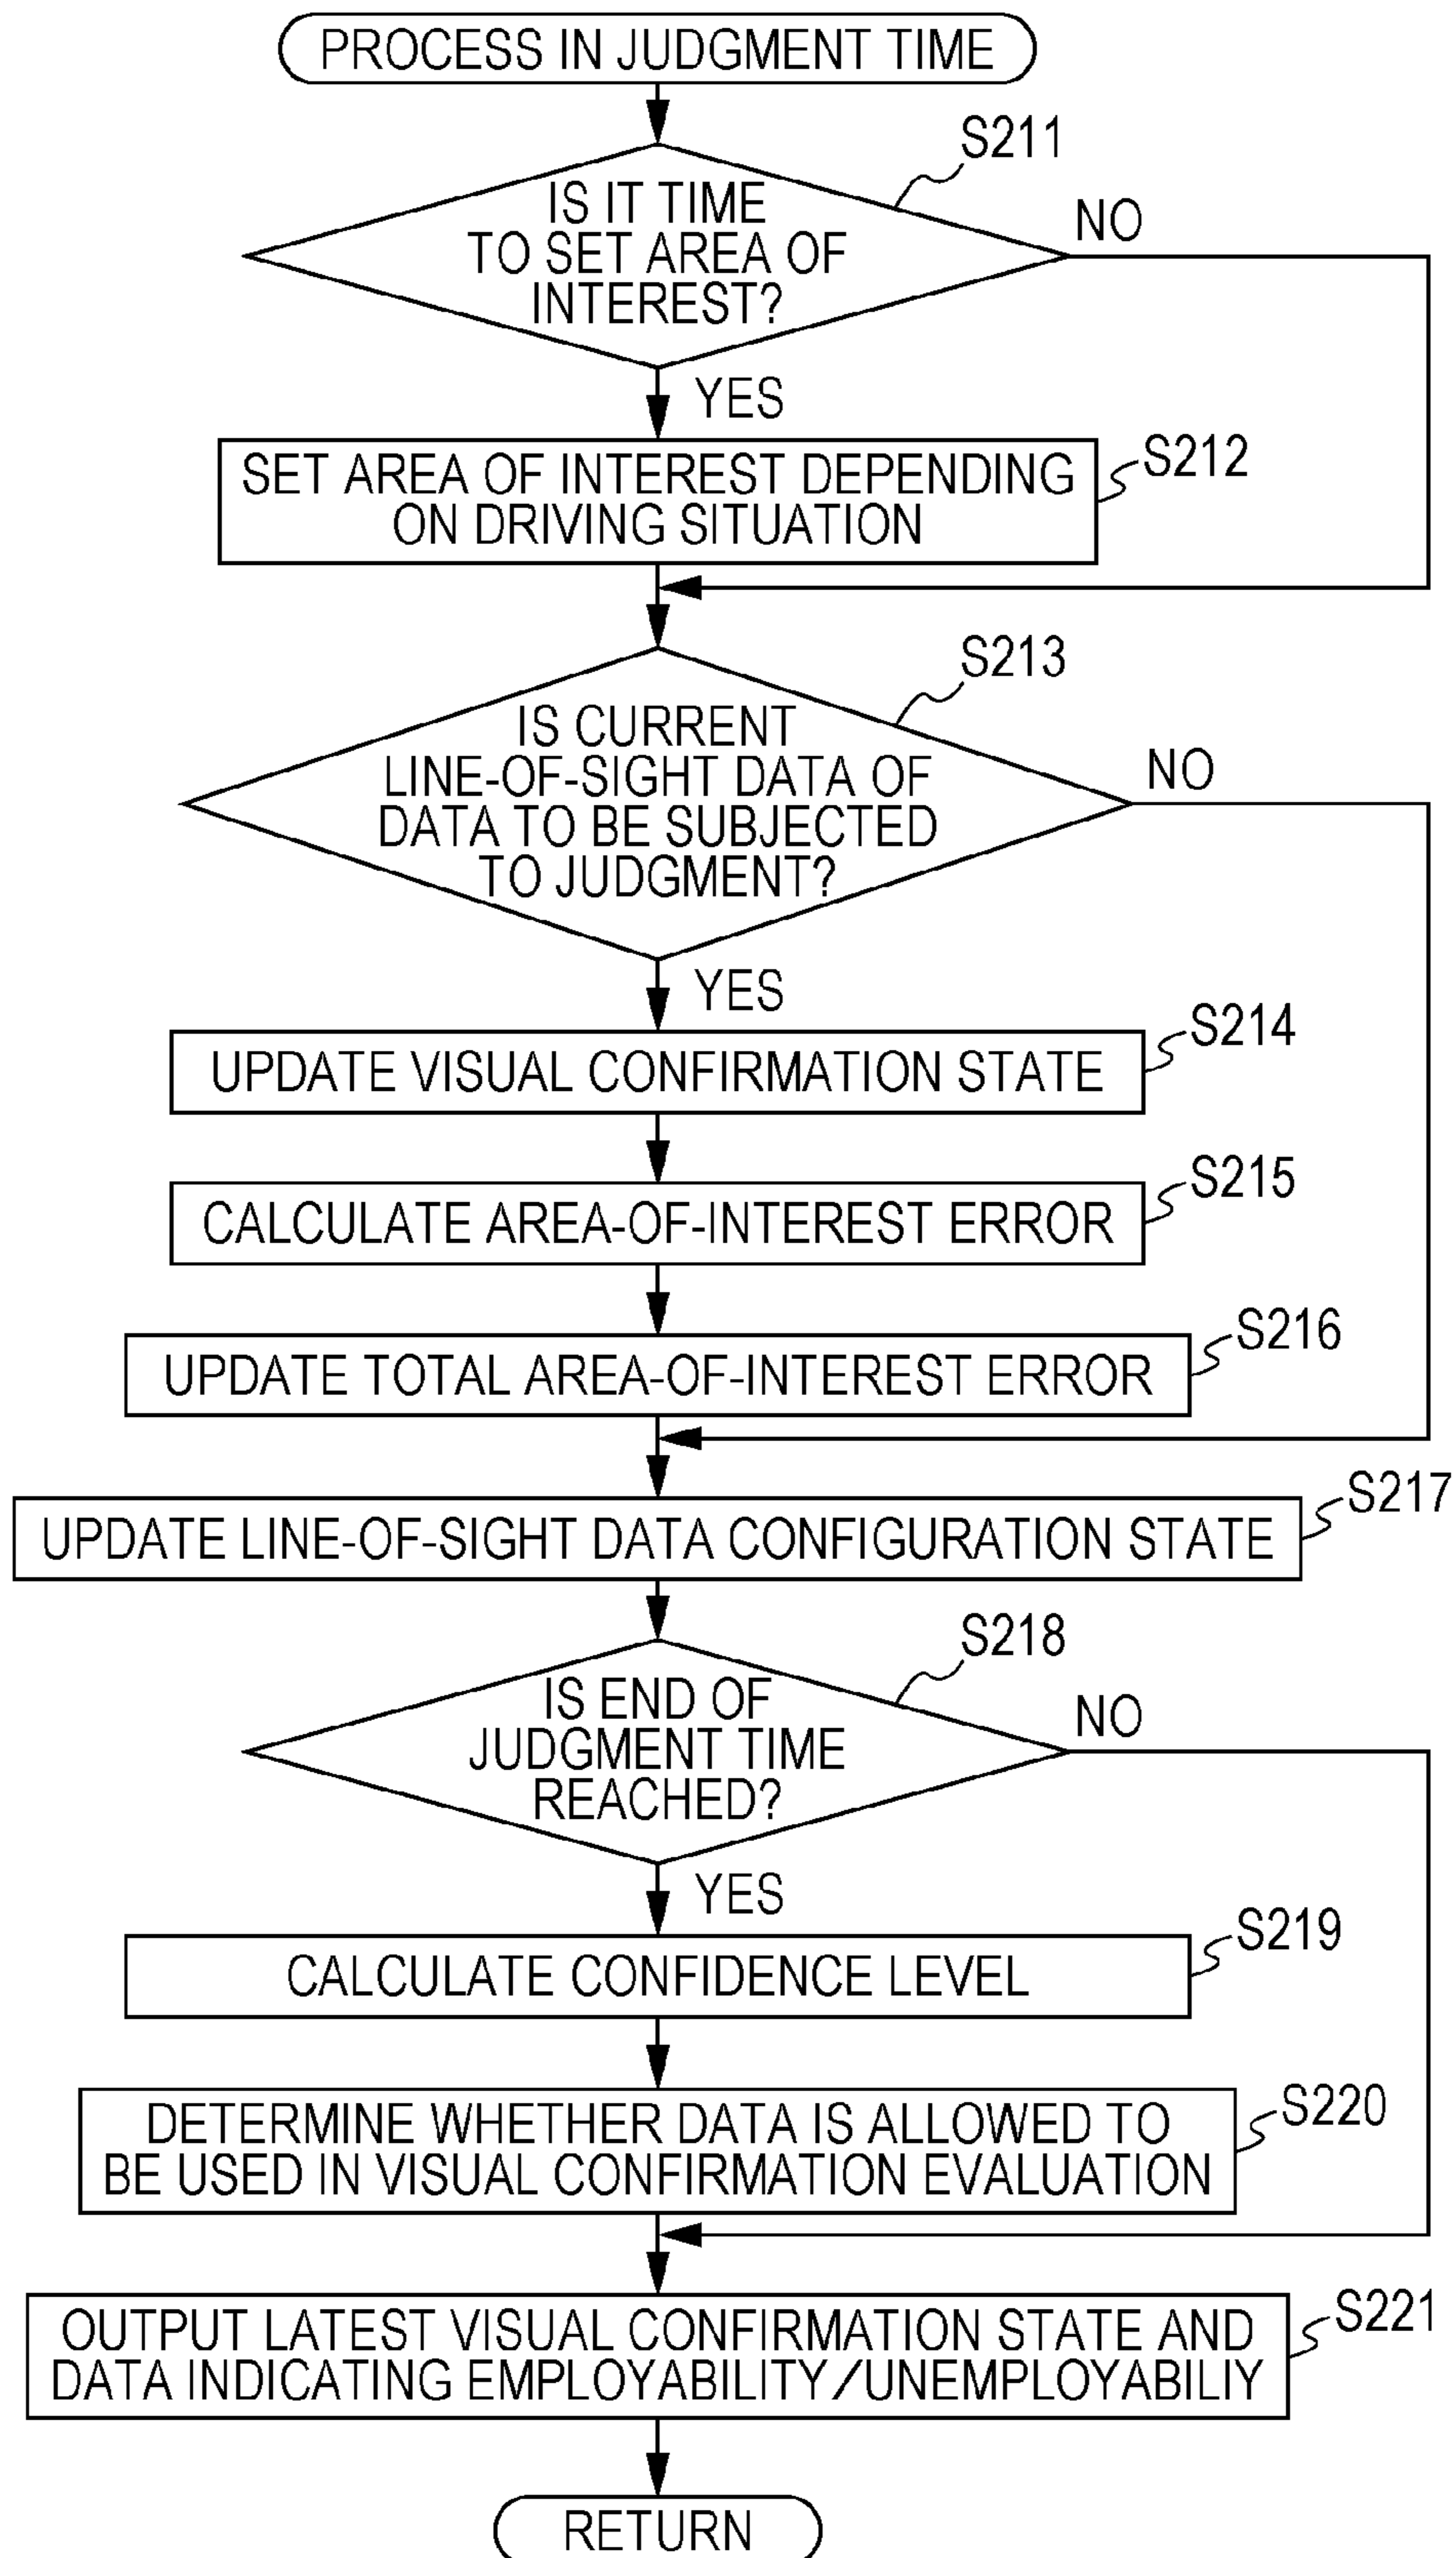 PROCESS IN JUDGMENT TIME
S211
IS IT TIME
TO SET AREA OF
INTEREST?
NO
YES
S212
SET AREA OF INTEREST DEPENDING
ON DRIVING SITUATION
S213
IS CURRENT
LINE-OF-SIGHT DATA OF
DATA TO BE SUBJECTED
TO JUDGMENT?
NO
YES
S214
UPDATE VISUAL CONFIRMATION STATE
S215
CALCULATE AREA-OF-INTEREST ERROR
S216
UPDATE TOTAL AREA-OF-INTEREST ERROR
S217
UPDATE LINE-OF-SIGHT DATA CONFIGURATION STATE
S218
IS END OF
JUDGMENT TIME
REACHED?
NO
YES
S219
CALCULATE CONFIDENCE LEVEL
S220
DETERMINE WHETHER DATA IS ALLOWED TO
BE USED IN VISUAL CONFIRMATION EVALUATION
S221
OUTPUT LATEST VISUAL CONFIRMATION STATE AND
DATA INDICATING EMPLOYABILITY/UNEMPLOYABILIY
RETURN